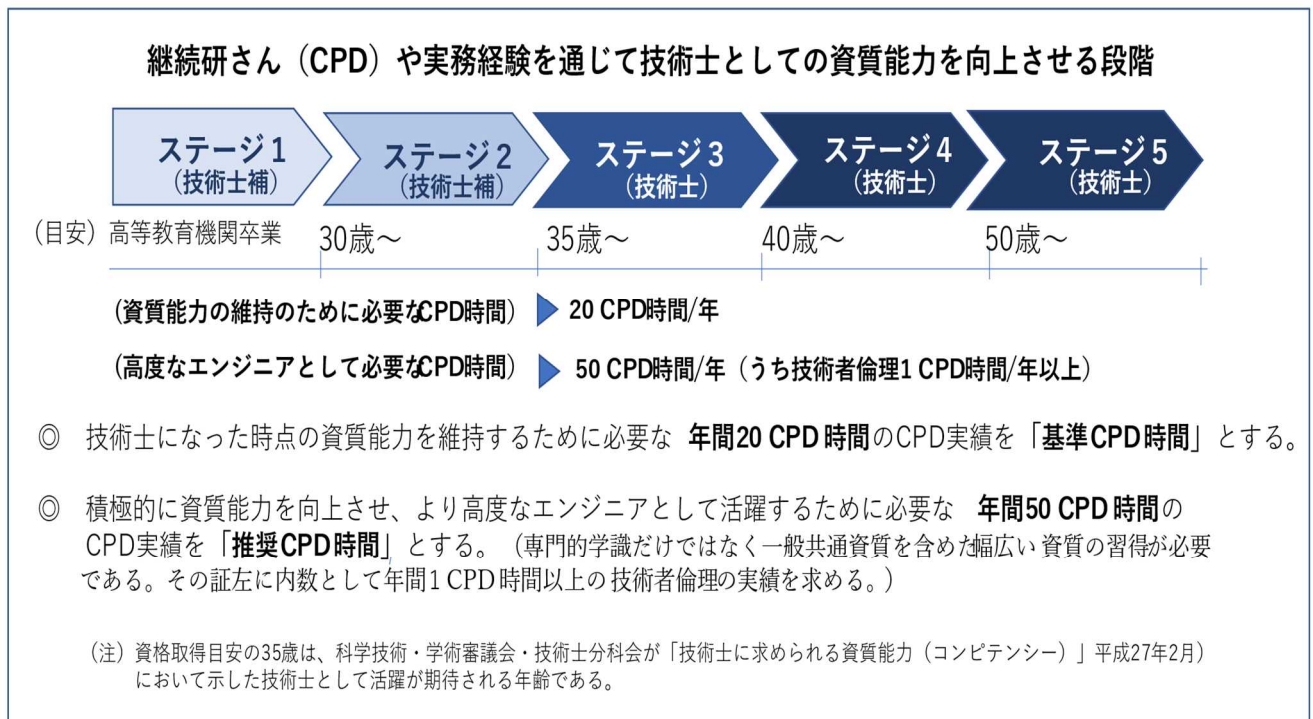 継続研さん（CPD）や実務経験を通じて技術士としての資質能力を向上させる段階
ステージ1
（技術士補）
ステージ2
（技術士補）
ステージ3
（技術士）
ステージ4
（技術士）
ステージ5
（技術士）
（目安）高等教育機関卒業 30歳～ 35歳～ 40歳～ 50歳～
（資質能力の維持のために必要なCPD時間） 20 CPD時間/年
（高度なエンジニアとして必要なCPD時間） 50 CPD時間/年（うち技術者倫理1 CPD時間/年以上）
◎ 技術士になった時点の資質能力を維持するために必要な 年間20 CPD時間のCPD実績を「基準CPD時間」とする。
◎ 積極的に資質能力を向上させ、より高度なエンジニアとして活躍するために必要な 年間50 CPD時間の
CPD実績を「推奨CPD時間」とする。（専門的学識だけではなく一般共通資質を含めた幅広い資質の習得が必要
である。その証左に内数として年間1 CPD時間以上の技術者倫理の実績を求める。）
（注）資格取得目安の35歳は、科学技術・学術審議会・技術士分科会が「技術士に求められる資質能力（コンピテンシー）」平成27年2月）
において示した技術士として活躍が期待される年齢である。